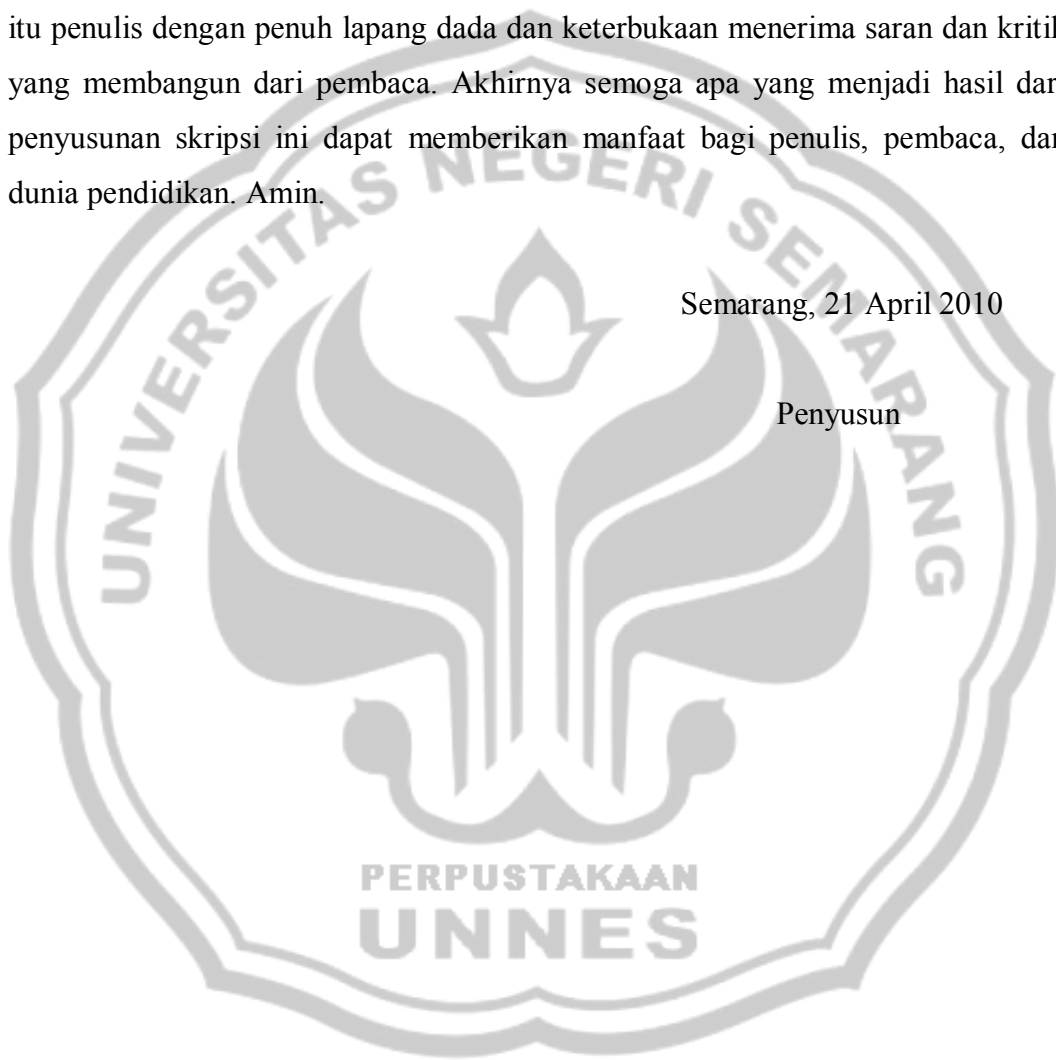 itu penulis dengan penuh lapang dada dan keterbukaan menerima saran dan kritik
yang membangun dari pembaca. Akhirnya semoga apa yang menjadi hasil dari
penyusunan skripsi ini dapat memberikan manfaat bagi penulis, pembaca, dan
dunia pendidikan. Amin.
UNIVERSITAS NEGERI SEMARANG
Semarang, 21 April 2010
Penyusun
PERPUSTAKAAN
UNNES